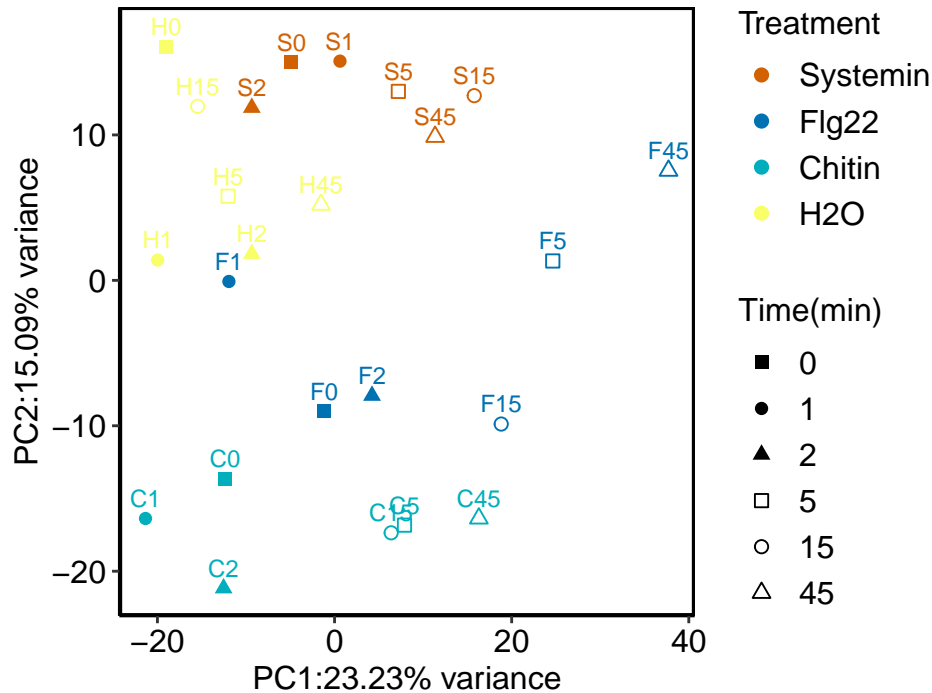 H0
S0
S1
H15
S2
S5
S15
S45
F45
H5
H45
H1
H2
F1
F5
F0
F2
F15
C0
C1
C5
C15
C45
C2
10
0
−10
−20
−20
0
20
40
PC2:15.09% variance
PC1:23.23% variance
Treatment
Systemin
Flg22
Chitin
H2O
Time(min)
0
1
2
5
15
45